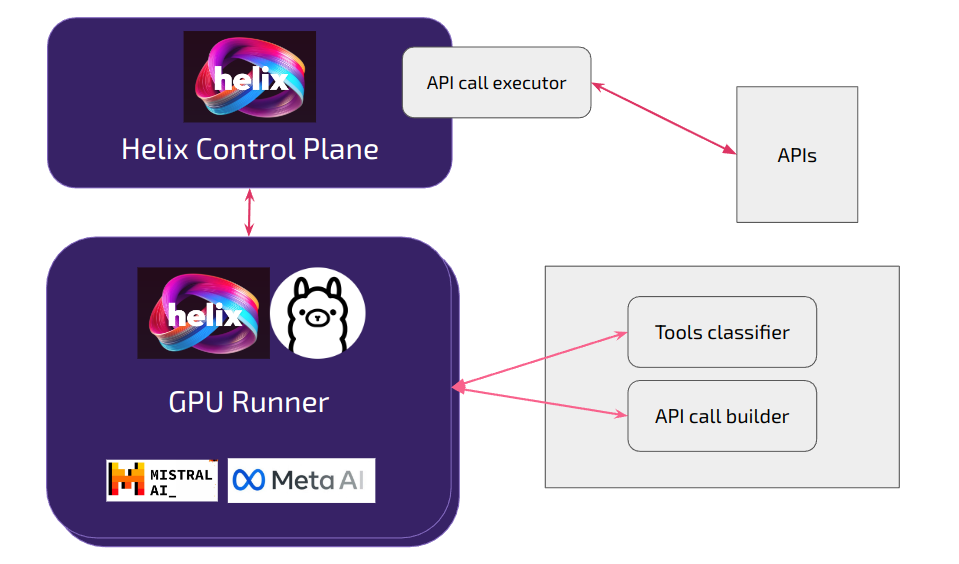 helix
Helix Control Plane
API call executor
APIs
helix
GPU Runner
MISTRAL
AI_
Meta AI
Tools classifier
API call builder